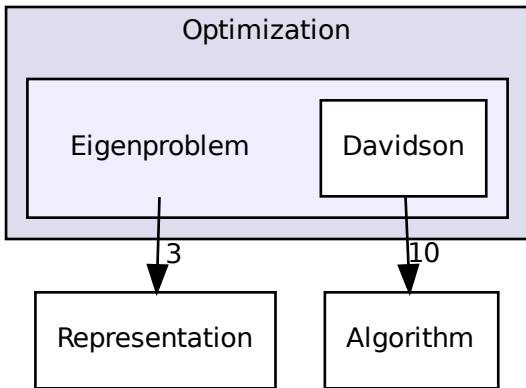 Optimization
Eigenproblem
Davidson
3
10
Representation
Algorithm